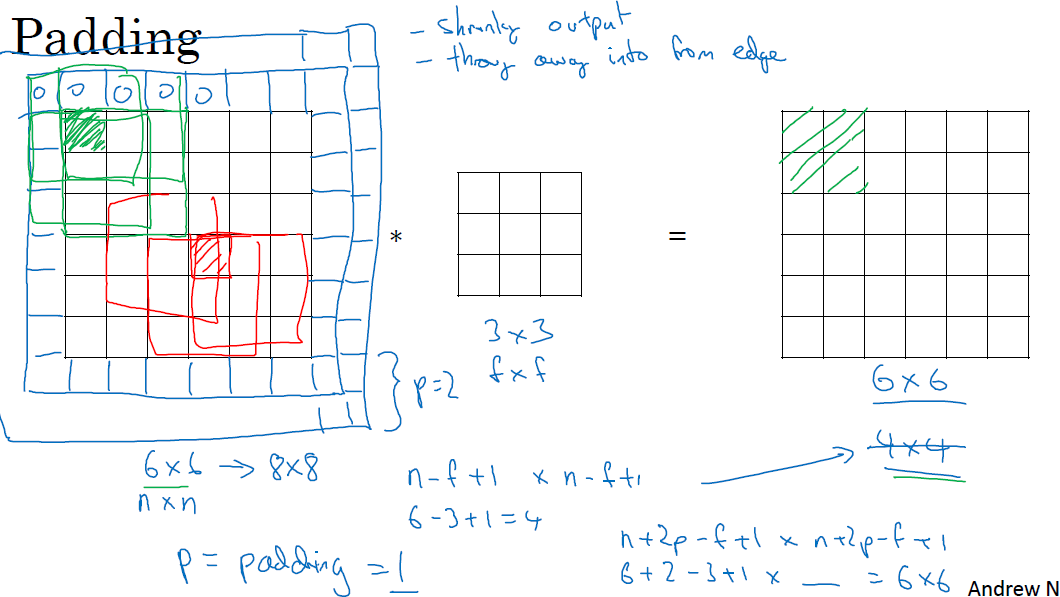 Padding
- shrinky output
- throw away info from edge
0 0 0 0 0
*
=
3 × 3
f × f
p=2
6 × 6
4 × 4
6 × 6 → 8×8
n × n
n-f+1 × n-f+1
6-3+1=4
p = padding = 1
n+2p-f+1 × n+2p-f+1
6+2-3+1 × __ = 6×6
Andrew N